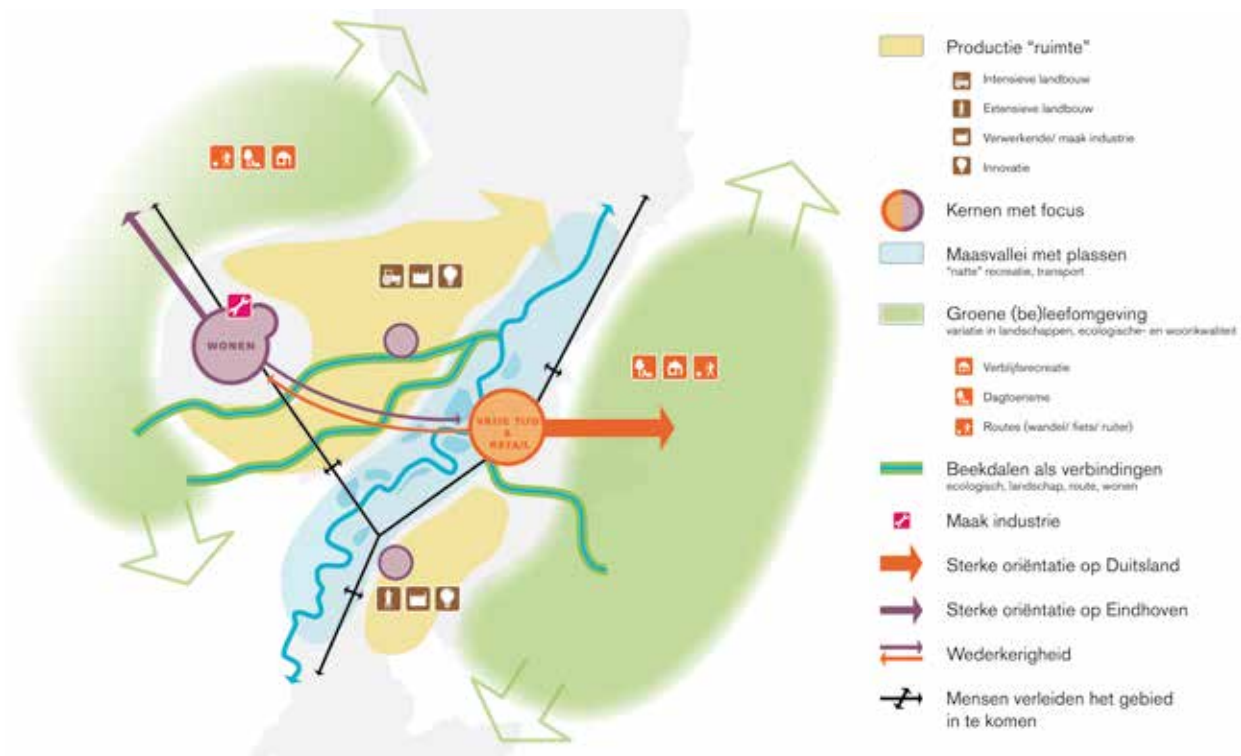 WONEN
VRIJE TIJD
&
RETAIL
Productie "ruimte"
Intensieve landbouw
Extensieve landbouw
Verwerkende/ maak industrie
Innovatie
Kernen met focus
Maasvallei met plassen
"natte" recreatie, transport
Groene (be)leefomgeving
variatie in landschappen, ecologische- en woonkwaliteit
Verblijfsrecreatie
Dagtoerisme
Routes (wandel/ fiets/ ruiter)
Beekdalen als verbindingen
ecologisch, landschap, route, wonen
Maak industrie
Sterke oriëntatie op Duitsland
Sterke oriëntatie op Eindhoven
Wederkerigheid
Mensen verleiden het gebied
in te komen